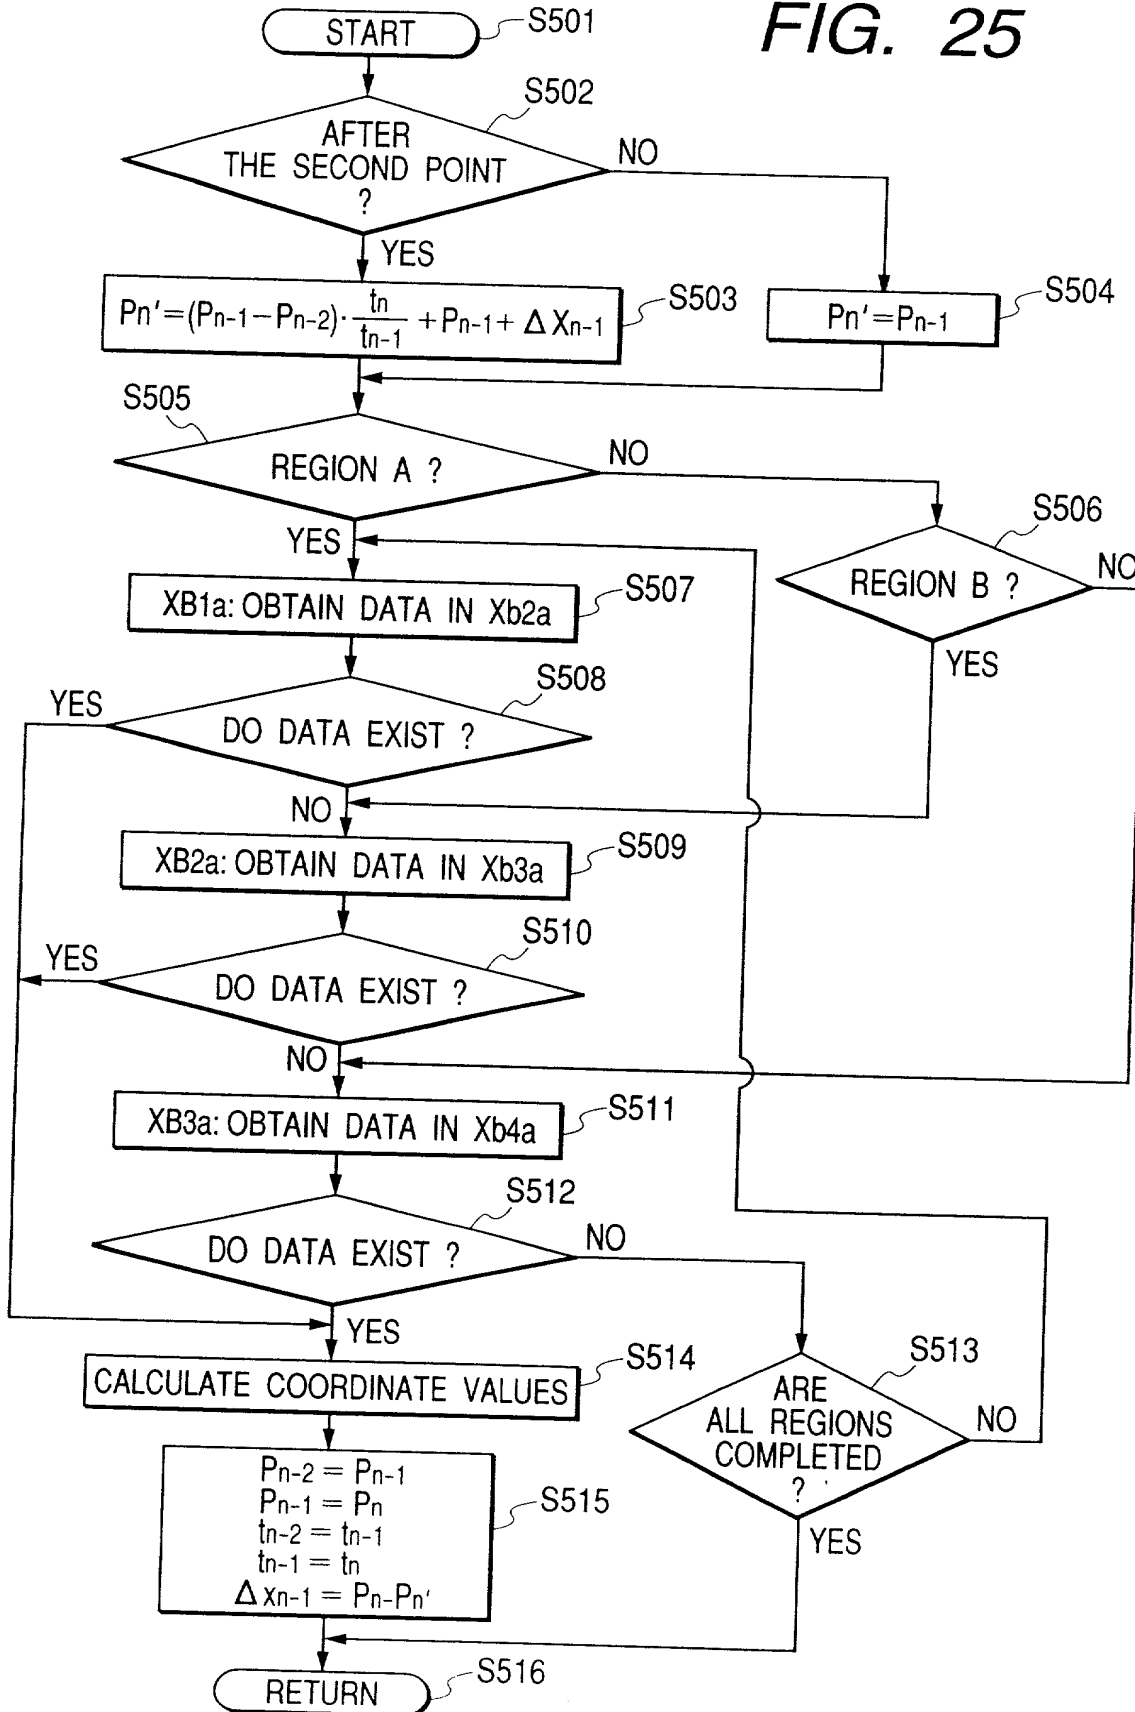 FIG. 25
START
S501
S502
AFTER
THE SECOND POINT
?
NO
YES
Pn'=(Pn-1−Pn-2)·tn/tn-1+Pn-1+Δ Xn-1
S503
Pn'=Pn-1
S504
S505
REGION A ?
NO
YES
S506
REGION B ?
NO
YES
XB1a: OBTAIN DATA IN Xb2a
S507
S508
DO DATA EXIST ?
YES
NO
XB2a: OBTAIN DATA IN Xb3a
S509
S510
DO DATA EXIST ?
YES
NO
XB3a: OBTAIN DATA IN Xb4a
S511
S512
DO DATA EXIST ?
NO
YES
S513
ARE
ALL REGIONS
COMPLETED
?
NO
YES
CALCULATE COORDINATE VALUES
S514
Pn-2 = Pn-1
Pn-1 = Pn
tn-2 = tn-1
tn-1 = tn
Δ xn-1 = Pn-Pn'
S515
RETURN
S516